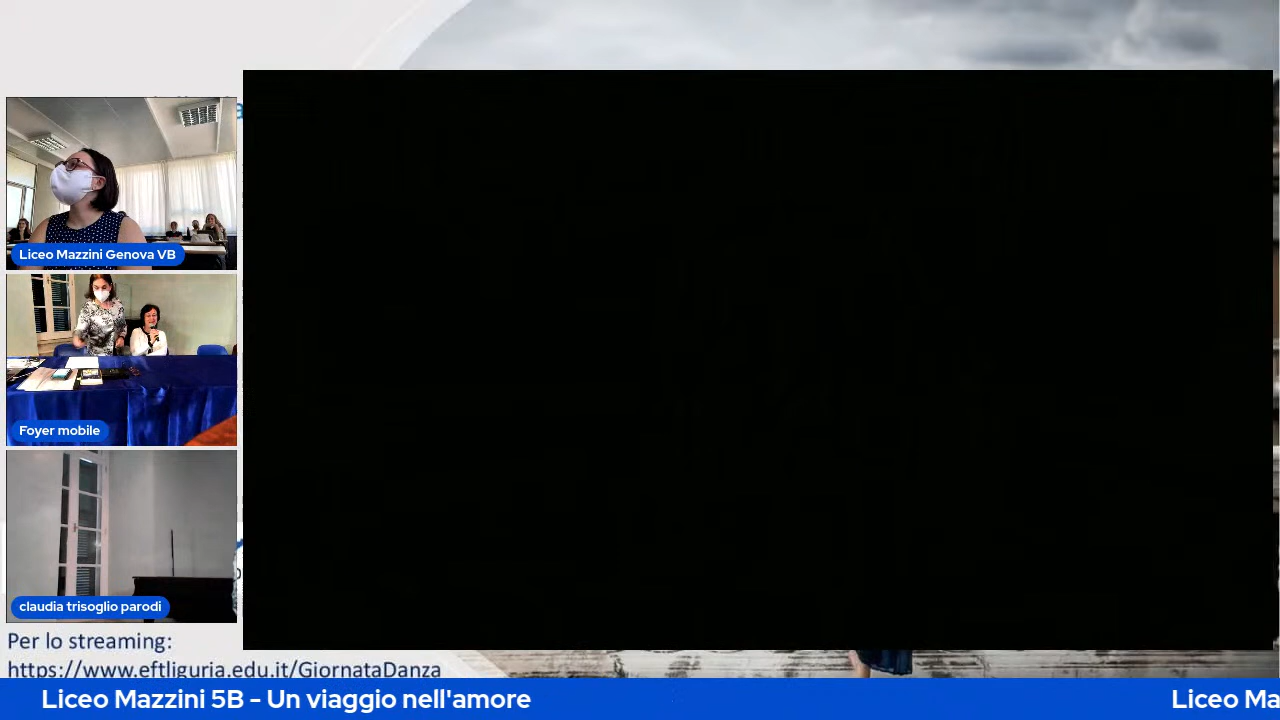 Liceo Mazzini Genova VB
Foyer mobile
claudia trisoglio parodi
Per lo streaming:
https://www.eftliguria.edu.it/GiornataDanza
Liceo Mazzini 5B - Un viaggio nell'amore
Liceo Ma